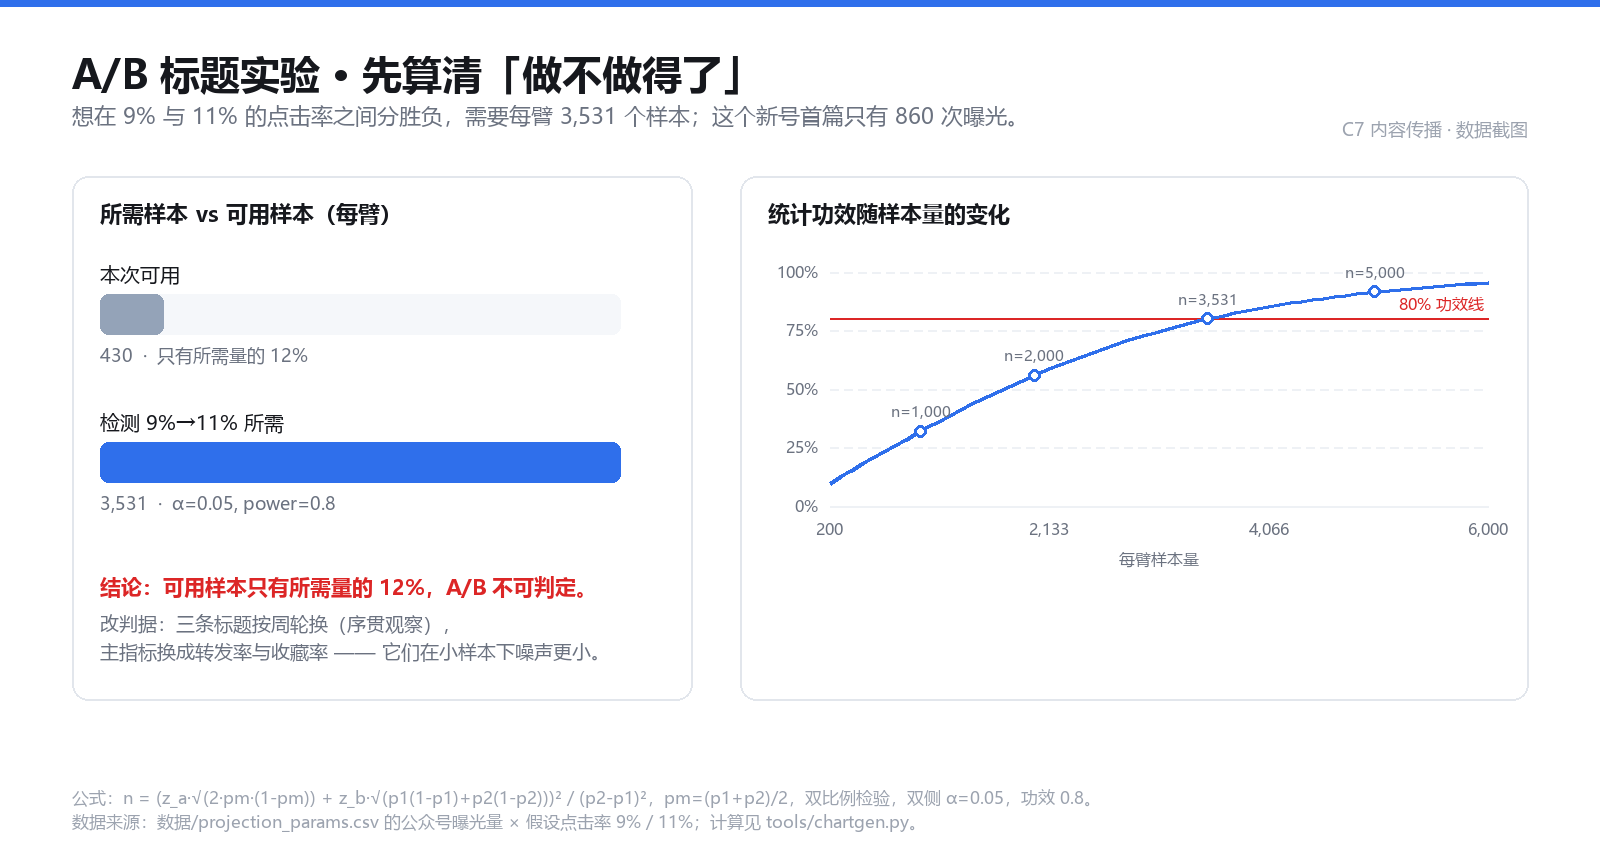 A/B 标题实验 · 先算清「做不做得了」
想在 9% 与 11% 的点击率之间分胜负，需要每臂 3,531 个样本；这个新号首篇只有 860 次曝光。
C7 内容传播 · 数据截图
所需样本 vs 可用样本（每臂）
本次可用
430 · 只有所需量的 12%
检测 9%→11% 所需
3,531 · α=0.05, power=0.8
结论：可用样本只有所需量的 12%，A/B 不可判定。
改判据：三条标题按周轮换（序贯观察），
主指标换成转发率与收藏率 —— 它们在小样本下噪声更小。
统计功效随样本量的变化
100%
75%
50%
25%
0%
n=1,000
n=2,000
n=3,531
n=5,000
80% 功效线
200
2,133
4,066
6,000
每臂样本量
公式：n = (z_a·√(2·pm·(1-pm)) + z_b·√(p1(1-p1)+p2(1-p2)))² / (p2-p1)²，pm=(p1+p2)/2，双比例检验，双侧 α=0.05，功效 0.8。
数据来源：数据/projection_params.csv 的公众号曝光量 × 假设点击率 9% / 11%；计算见 tools/chartgen.py。